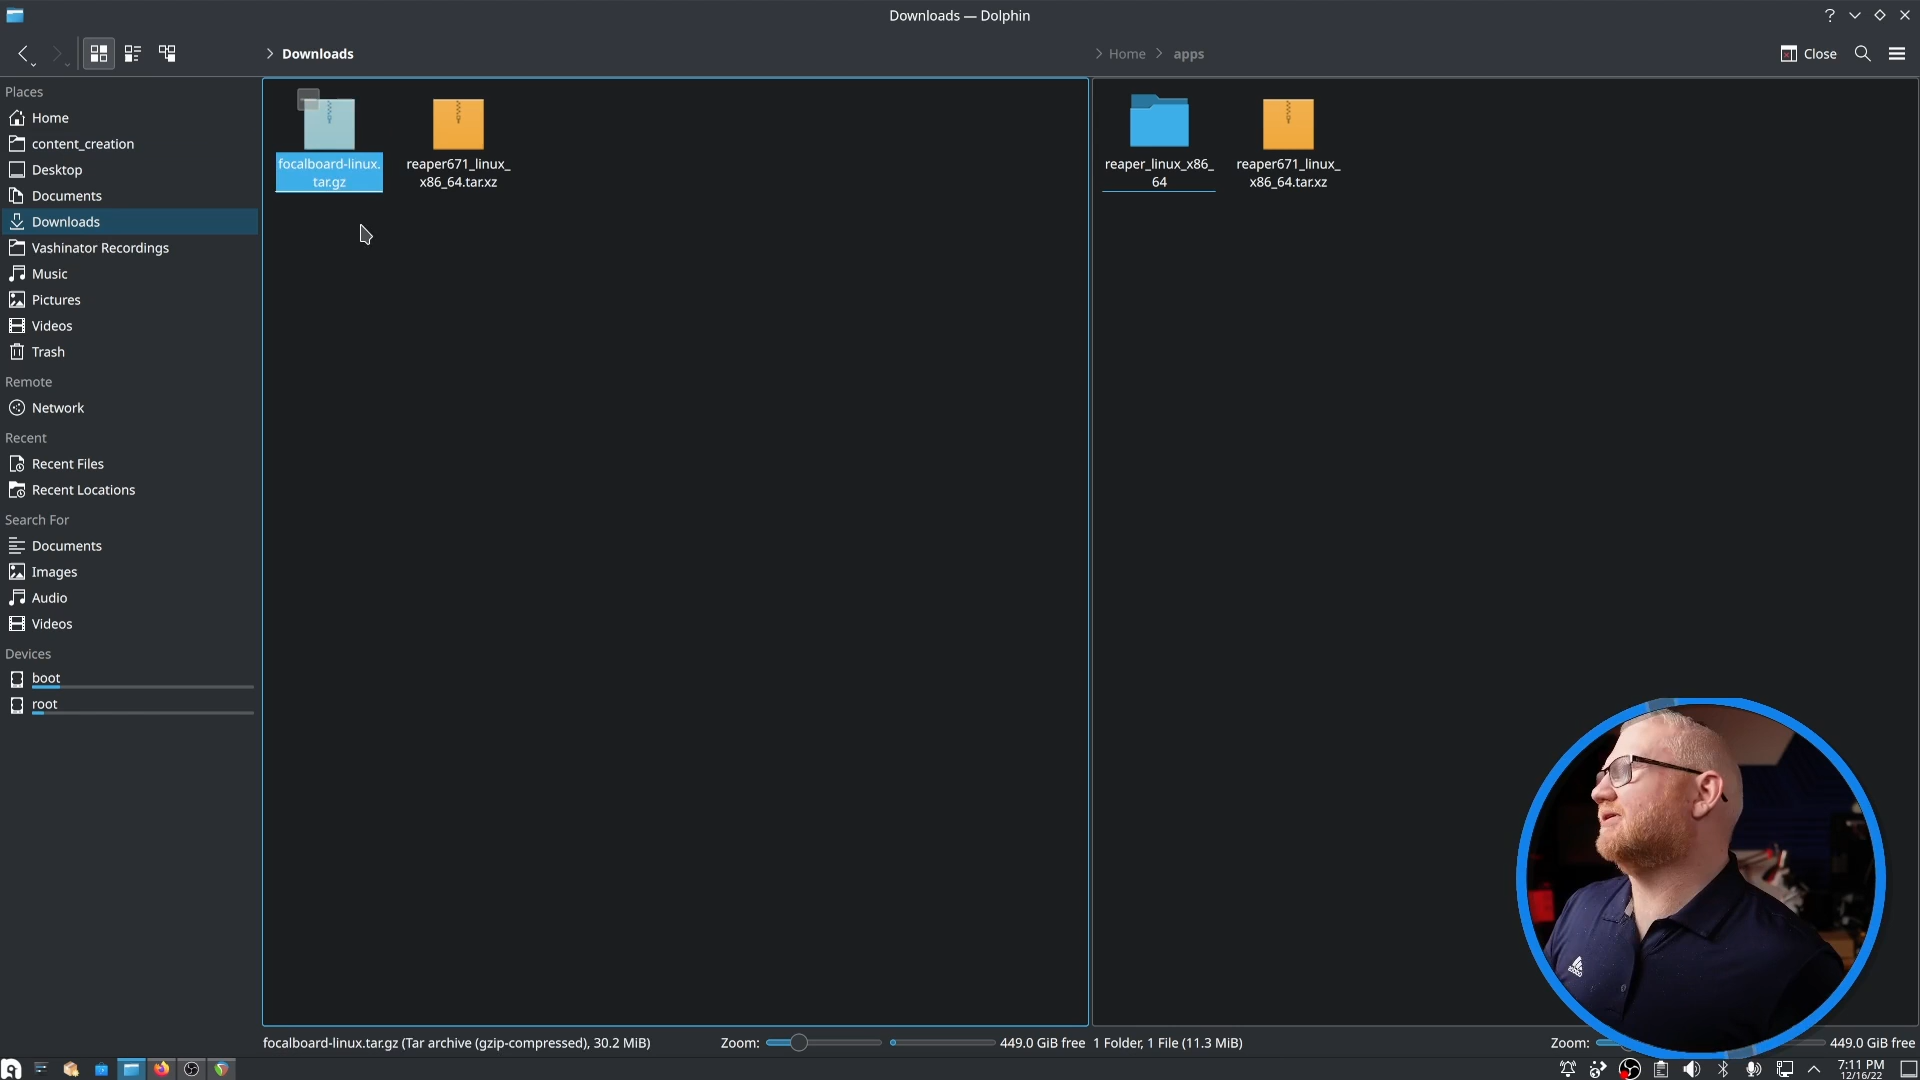 Downloads — Dolphin
Downloads
Home
apps
Close
Places
Home
content_creation
Desktop
Documents
Downloads
Vashinator Recordings
Music
Pictures
Videos
Trash
Remote
Network
Recent
Recent Files
Recent Locations
Search For
Documents
Images
Audio
Videos
Devices
boot
root
focalboard-linux.
tar.gz
reaper671_linux_
x86_64.tar.xz
reaper_linux_x86_
64
reaper671_linux_
x86_64.tar.xz
focalboard-linux.tar.gz (Tar archive (gzip-compressed), 30.2 MiB)
Zoom:
449.0 GiB free
1 Folder, 1 File (11.3 MiB)
Zoom:
449.0 GiB free
7:11 PM
12/16/22